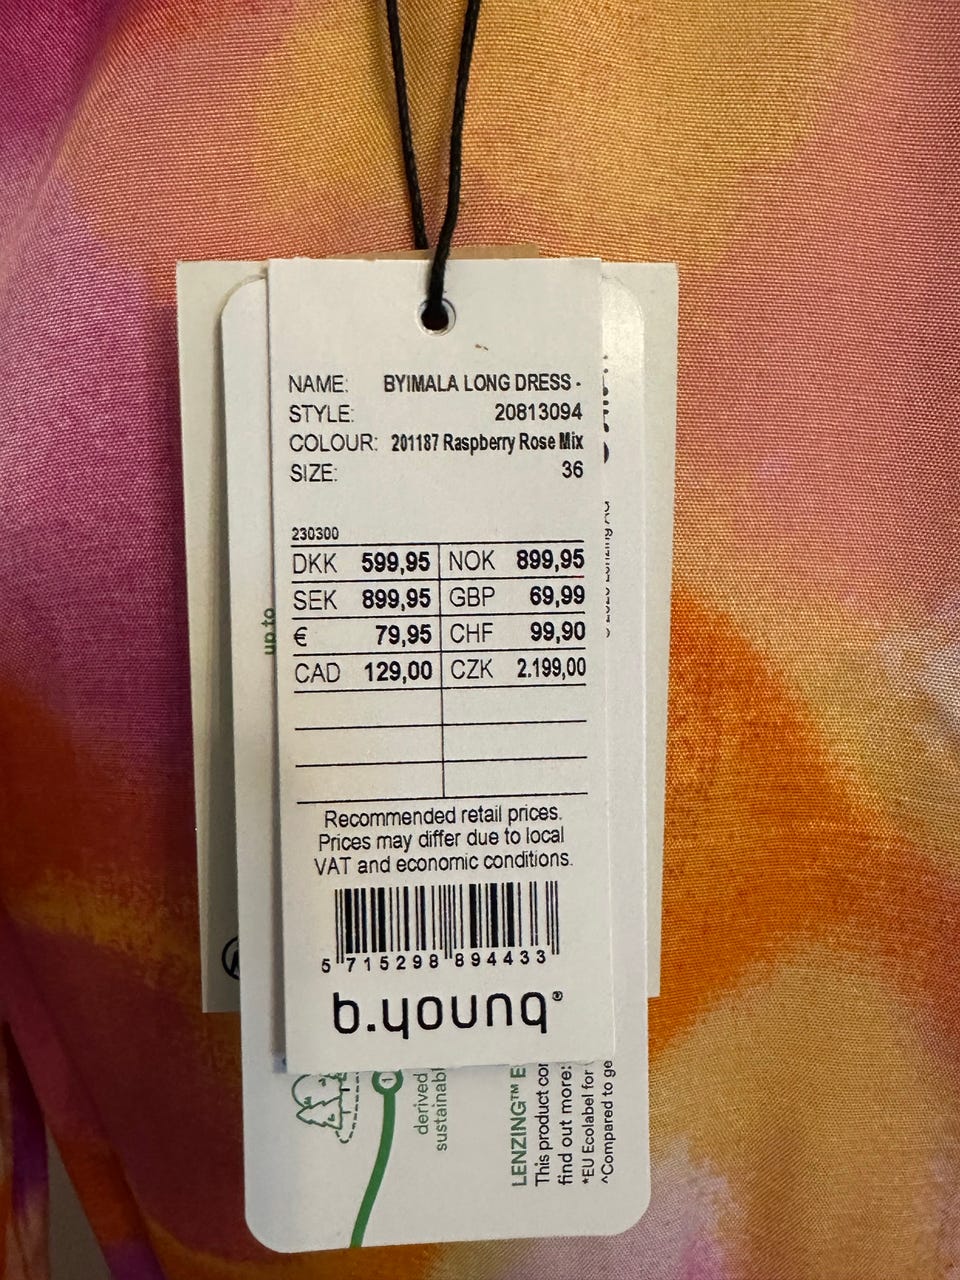 NAME: BYIMALA LONG DRESS -
STYLE: 20813094
COLOUR: 201187 Raspberry Rose Mix
SIZE: 36
230300
DKK 599,95 NOK 899,95
SEK 899,95 GBP 69,99
€ 79,95 CHF 99,90
CAD 129,00 CZK 2.199,00
Recommended retail prices.
Prices may differ due to local
VAT and economic conditions.
5 715298 894433
b.young®
up to
1
derived
sustainabl
LENZING™ E
This product con
find out more:
*EU Ecolabel for
^Compared to ge